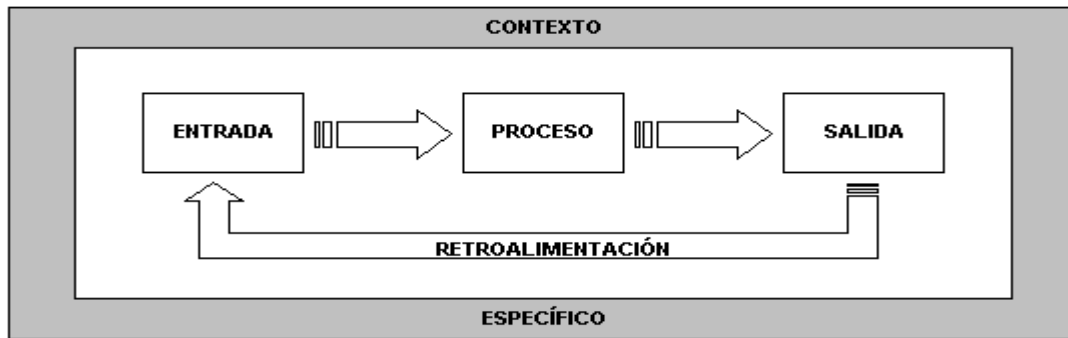 CONTEXTO
ENTRADA
PROCESO
SALIDA
RETROALIMENTACIÓN
ESPECÍFICO